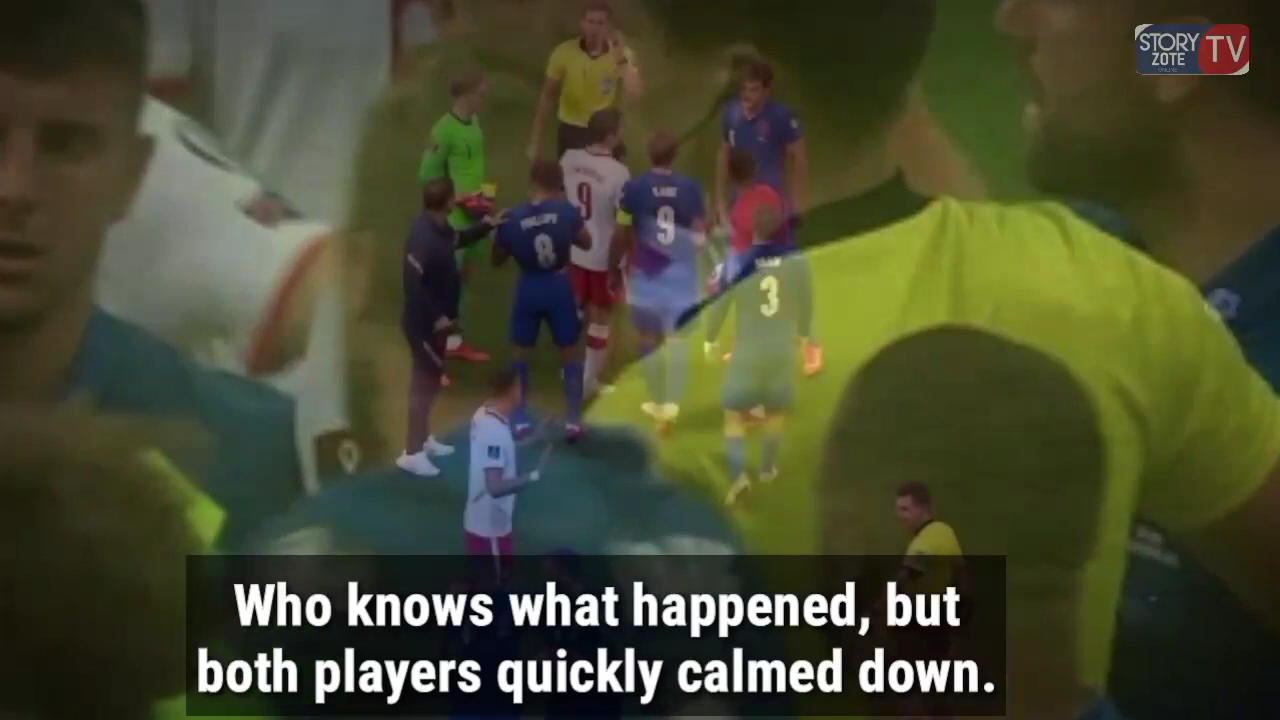 STORY
ZOTE
TV
9
PHILLIPS
8
KANE
9
SHAW
3
Who knows what happened, but
both players quickly calmed down.